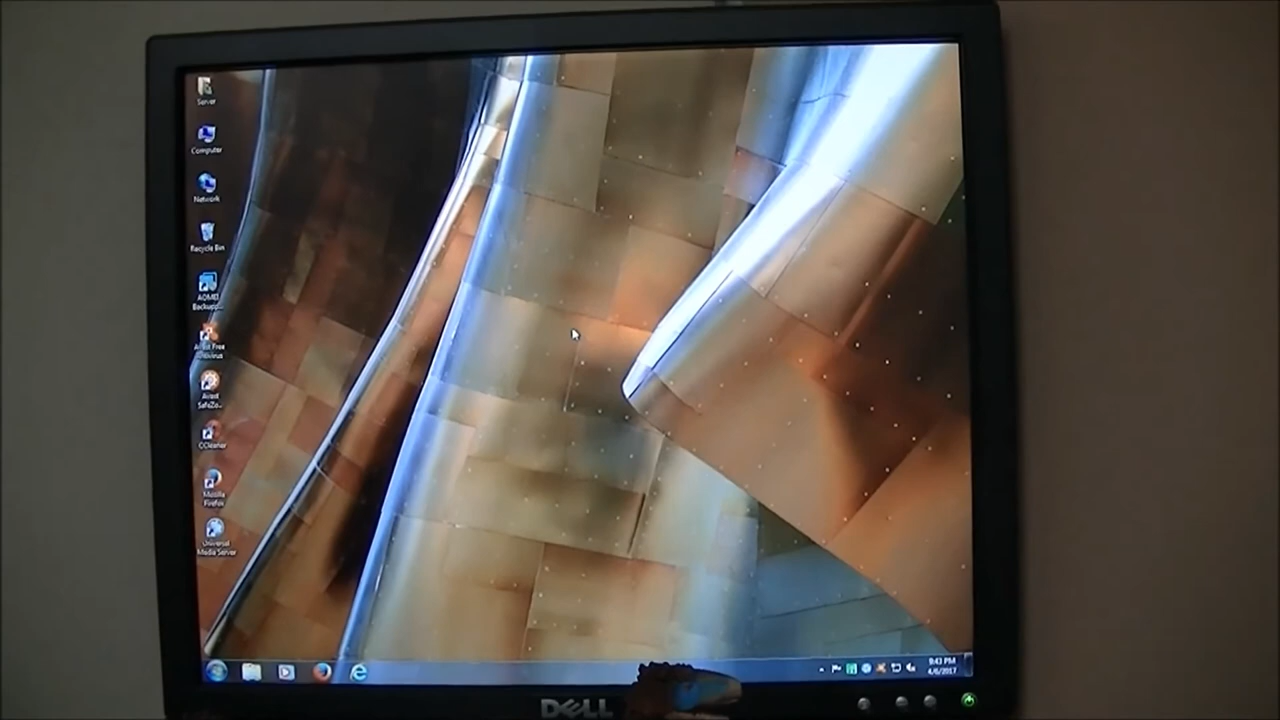 Server
Computer
Network
Recycle Bin
AOMEI
Backupp...
Avast Free
Antivirus
Avast
SafeZo...
CCleaner
Mozilla
Firefox
Universal
Media Server
9:43 PM
4/6/2017
DELL